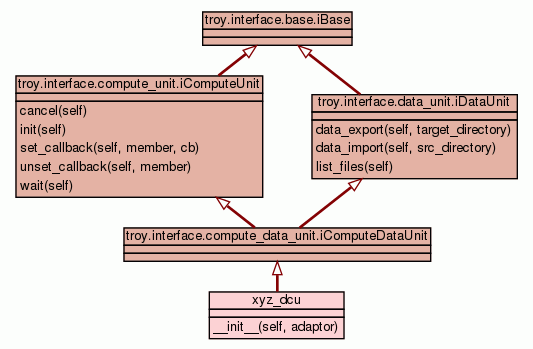 troy.interface.base.iBase
troy.interface.compute_unit.iComputeUnit
cancel(self)
init(self)
set_callback(self, member, cb)
unset_callback(self, member)
wait(self)
troy.interface.data_unit.iDataUnit
data_export(self, target_directory)
data_import(self, src_directory)
list_files(self)
troy.interface.compute_data_unit.iComputeDataUnit
xyz_dcu
__init__(self, adaptor)